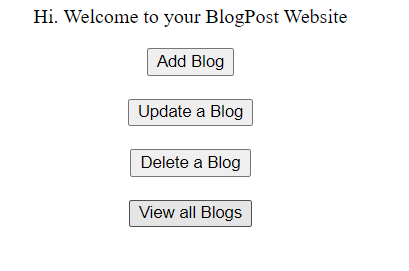 Hi. Welcome to your BlogPost Website
Add Blog
Update a Blog
Delete a Blog
View all Blogs